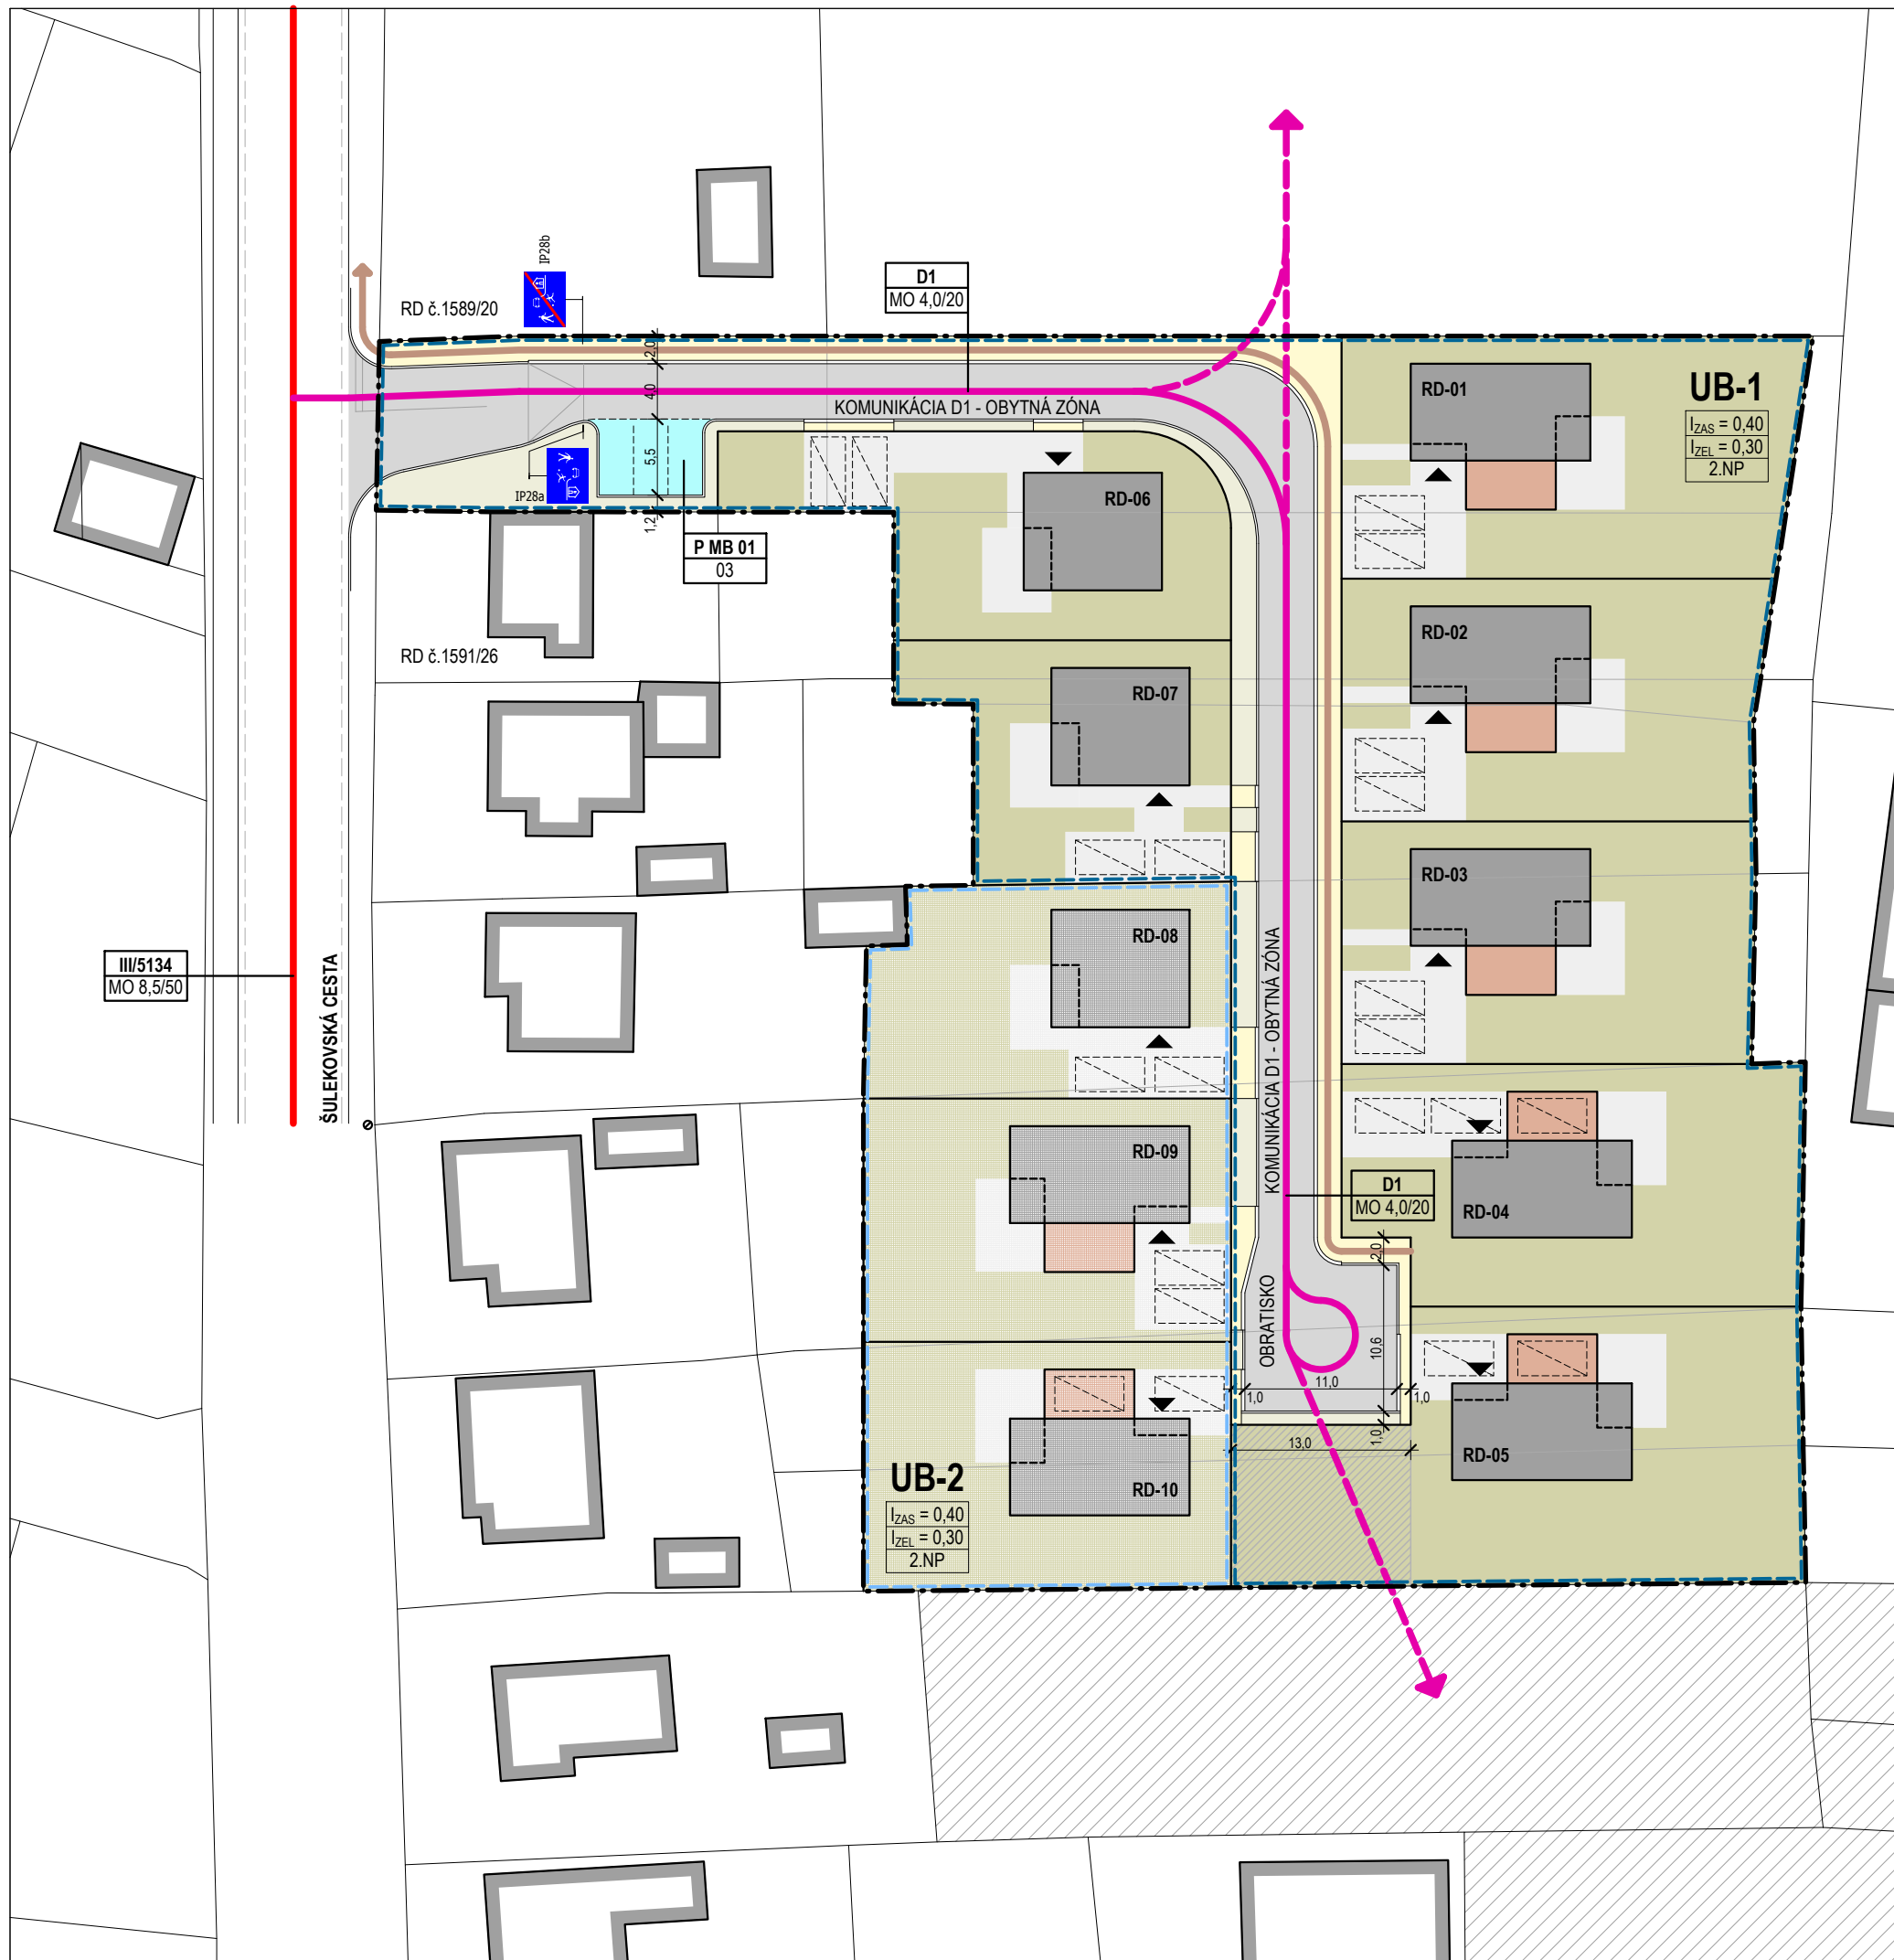 IP28b
RD č.1589/20
D1
MO 4,0/20
2,0
4,0
5,5
1,2
KOMUNIKÁCIA D1 - OBYTNÁ ZÓNA
IP28a
P MB 01
03
RD č.1591/26
RD-01
UB-1
IZAS = 0,40
IZEL = 0,30
2.NP
RD-06
RD-02
RD-07
RD-03
RD-08
III/5134
MO 8,5/50
ŠULEKOVSKÁ CESTA
KOMUNIKÁCIA D1 - OBYTNÁ ZÓNA
RD-09
D1
MO 4,0/20
RD-04
2,0
OBRATISKO
10,6
11,0
1,0
1,0
1,0
13,0
RD-05
UB-2
IZAS = 0,40
IZEL = 0,30
2.NP
RD-10